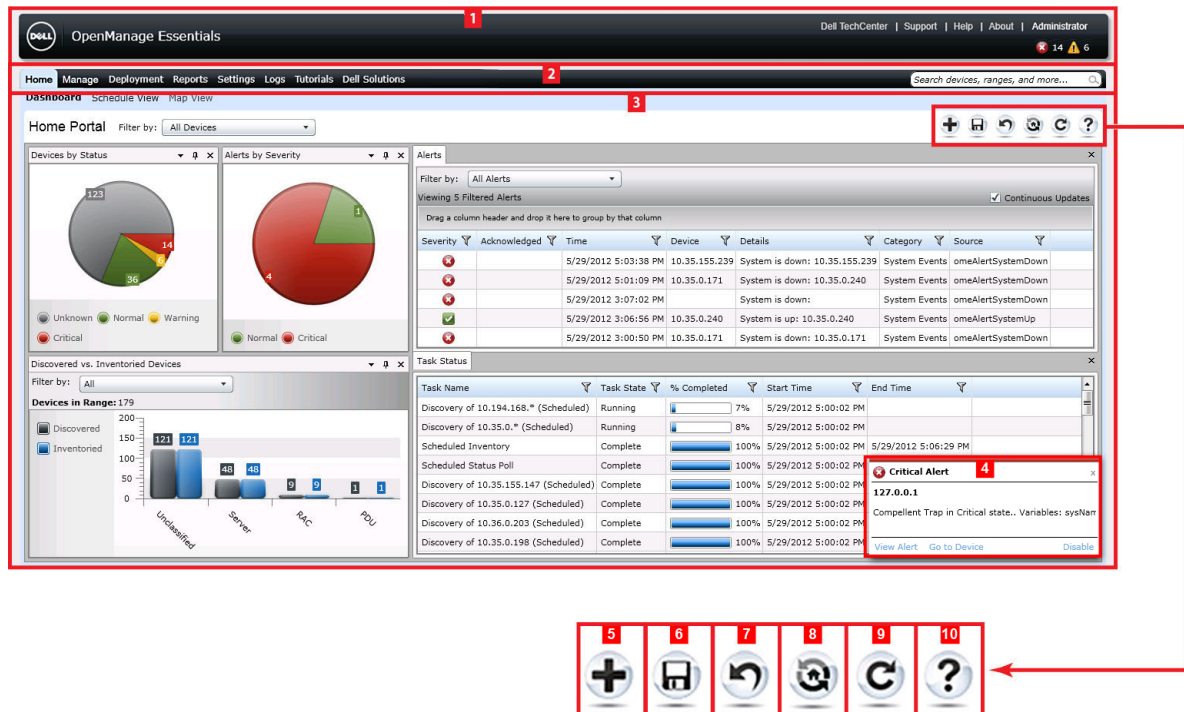 1
DELL
OpenManage Essentials
Dell TechCenter | Support | Help | About | Administrator
14 6
Home Manage Deployment Reports Settings Logs Tutorials Dell Solutions
2
Search devices, ranges, and more...
Dashboard Schedule View Map View
3
Home Portal Filter by: All Devices
Devices by Status
123
14
6
36
Unknown Normal Warning
Critical
Alerts by Severity
1
4
Normal Critical
Alerts
Filter by: All Alerts
Viewing 5 Filtered Alerts Continuous Updates
Drag a column header and drop it here to group by that column
Severity Acknowledged Time Device Details Category Source
5/29/2012 5:03:38 PM 10.35.155.239 System is down: 10.35.155.239 System Events omeAlertSystemDown
5/29/2012 5:01:09 PM 10.35.0.171 System is down: 10.35.0.240 System Events omeAlertSystemDown
5/29/2012 3:07:02 PM System is down: System Events omeAlertSystemDown
5/29/2012 3:06:56 PM 10.35.0.240 System is up: 10.35.0.240 System Events omeAlertSystemUp
5/29/2012 3:00:50 PM 10.35.0.171 System is down: 10.35.0.171 System Events omeAlertSystemDown
Discovered vs. Inventoried Devices
Filter by: All
Devices in Range: 179
Discovered
Inventoried
200
150
100
50
0
121 121
48 48
9 9
1 1
Unclassified
Server
RAC
PDU
Task Status
Task Name Task State % Completed Start Time End Time
Discovery of 10.194.168.* (Scheduled) Running 7% 5/29/2012 5:00:02 PM
Discovery of 10.35.0.* (Scheduled) Running 8% 5/29/2012 5:00:02 PM
Scheduled Inventory Complete 100% 5/29/2012 5:00:02 PM 5/29/2012 5:06:29 PM
Scheduled Status Poll Complete 100% 5/29/2012 5:00:02 PM
Discovery of 10.35.155.147 (Scheduled) Complete 100% 5/29/2012 5:00:02 PM
Discovery of 10.35.0.127 (Scheduled) Complete 100% 5/29/2012 5:00:02 PM
Discovery of 10.36.0.203 (Scheduled) Complete 100% 5/29/2012 5:00:02 PM
Discovery of 10.35.0.198 (Scheduled) Complete 100% 5/29/2012 5:00:02 PM
Critical Alert
4
127.0.0.1
Compellent Trap in Critical state.. Variables: sysNam
View Alert Go to Device Disable
5 6 7 8 9 10